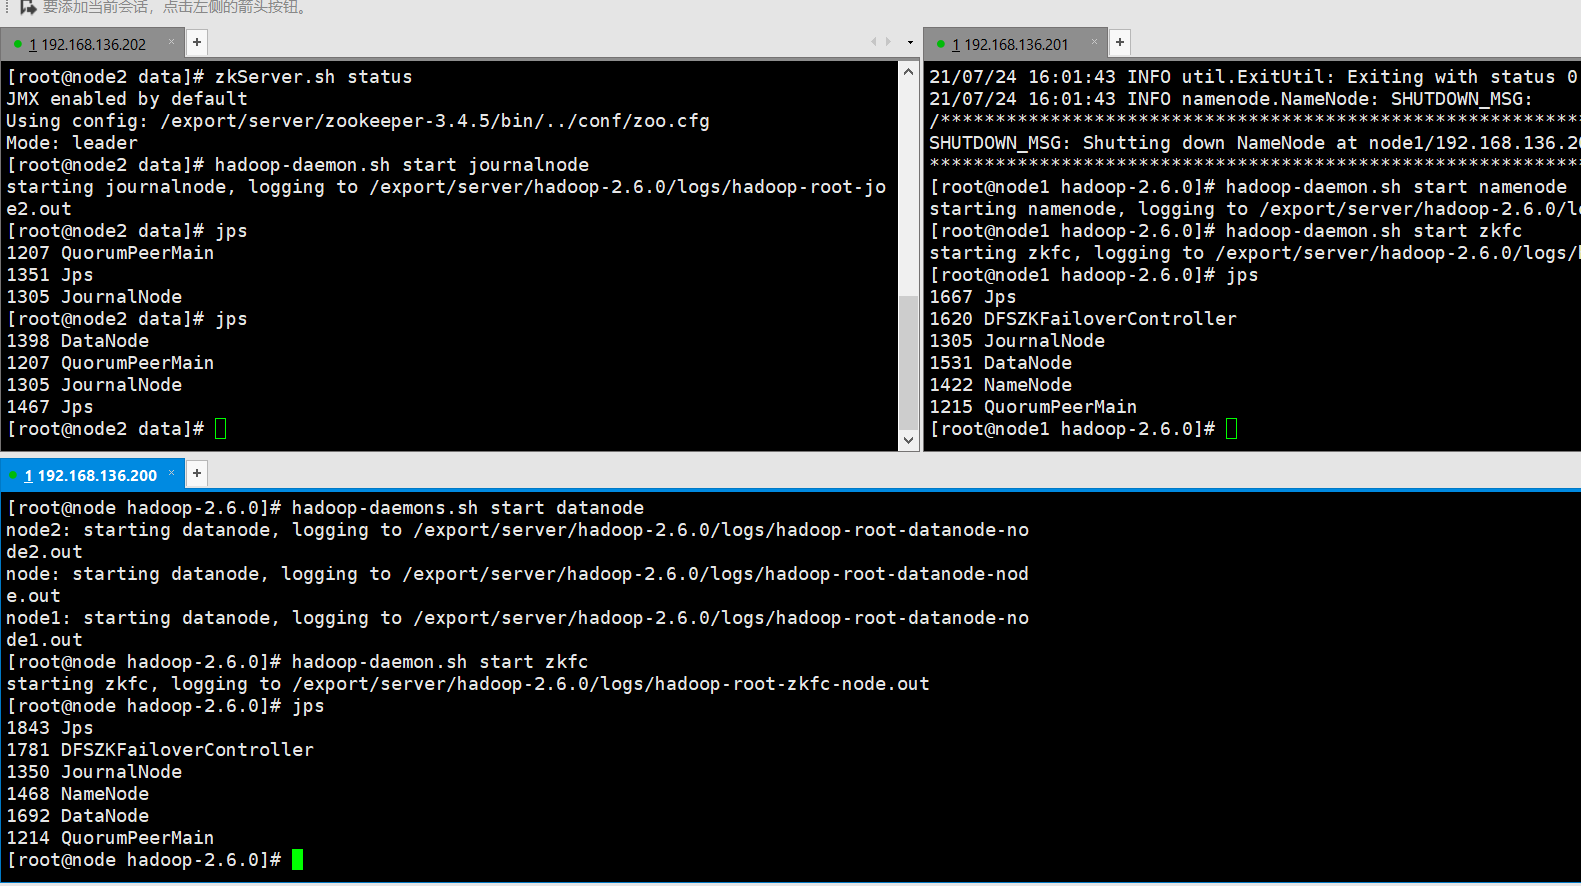 要添加当前会话，点击左侧的箭头按钮。
1 192.168.136.202
[root@node2 data]# zkServer.sh status
JMX enabled by default
Using config: /export/server/zookeeper-3.4.5/bin/../conf/zoo.cfg
Mode: leader
[root@node2 data]# hadoop-daemon.sh start journalnode
starting journalnode, logging to /export/server/hadoop-2.6.0/logs/hadoop-root-jo
e2.out
[root@node2 data]# jps
1207 QuorumPeerMain
1351 Jps
1305 JournalNode
[root@node2 data]# jps
1398 DataNode
1207 QuorumPeerMain
1305 JournalNode
1467 Jps
[root@node2 data]#
1 192.168.136.201
21/07/24 16:01:43 INFO util.ExitUtil: Exiting with status 0
21/07/24 16:01:43 INFO namenode.NameNode: SHUTDOWN_MSG:
/************************************************************
SHUTDOWN_MSG: Shutting down NameNode at node1/192.168.136.20
************************************************************
[root@node1 hadoop-2.6.0]# hadoop-daemon.sh start namenode
starting namenode, logging to /export/server/hadoop-2.6.0/lo
[root@node1 hadoop-2.6.0]# hadoop-daemon.sh start zkfc
starting zkfc, logging to /export/server/hadoop-2.6.0/logs/h
[root@node1 hadoop-2.6.0]# jps
1667 Jps
1620 DFSZKFailoverController
1305 JournalNode
1531 DataNode
1422 NameNode
1215 QuorumPeerMain
[root@node1 hadoop-2.6.0]#
1 192.168.136.200
[root@node hadoop-2.6.0]# hadoop-daemons.sh start datanode
node2: starting datanode, logging to /export/server/hadoop-2.6.0/logs/hadoop-root-datanode-no
de2.out
node: starting datanode, logging to /export/server/hadoop-2.6.0/logs/hadoop-root-datanode-nod
e.out
node1: starting datanode, logging to /export/server/hadoop-2.6.0/logs/hadoop-root-datanode-no
de1.out
[root@node hadoop-2.6.0]# hadoop-daemon.sh start zkfc
starting zkfc, logging to /export/server/hadoop-2.6.0/logs/hadoop-root-zkfc-node.out
[root@node hadoop-2.6.0]# jps
1843 Jps
1781 DFSZKFailoverController
1350 JournalNode
1468 NameNode
1692 DataNode
1214 QuorumPeerMain
[root@node hadoop-2.6.0]#